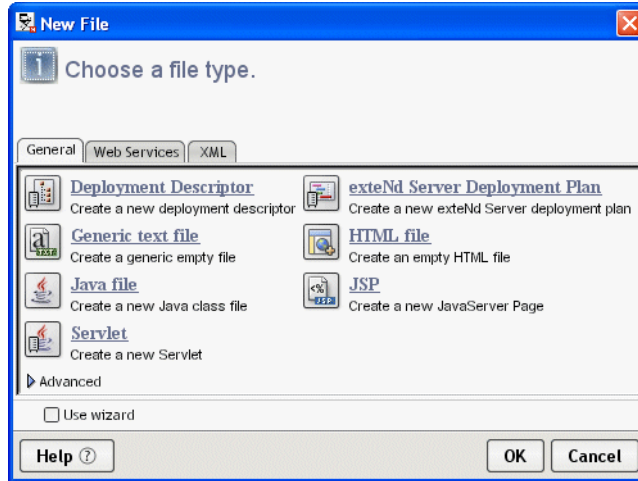 New File
Choose a file type.
General Web Services XML
Deployment Descriptor
Create a new deployment descriptor
exteNd Server Deployment Plan
Create a new exteNd Server deployment plan
Generic text file
Create a generic empty file
HTML file
Create an empty HTML file
Java file
Create a new Java class file
JSP
Create a new JavaServer Page
Servlet
Create a new Servlet
Advanced
Use wizard
Help ?
OK Cancel